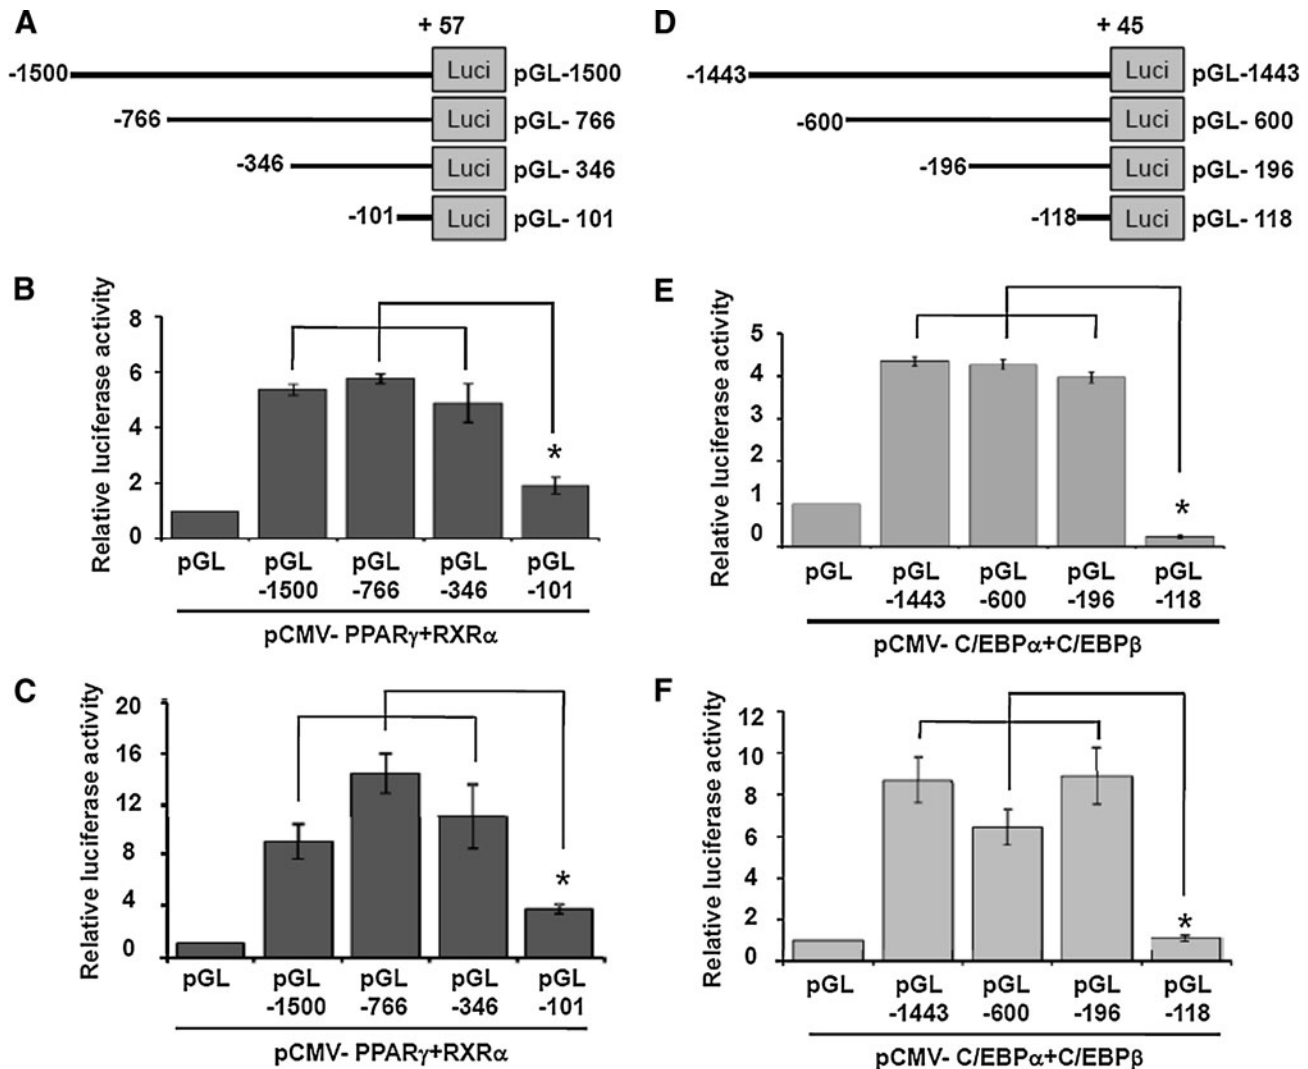 A
+ 57
-1500 Luci pGL-1500
-766 Luci pGL- 766
-346 Luci pGL- 346
-101 Luci pGL- 101
B
Relative luciferase activity
8
6
4
2
0
*
pGL pGL pGL pGL pGL
-1500 -766 -346 -101
pCMV- PPARγ+RXRα
C
Relative luciferase activity
20
16
12
8
4
0
*
pGL pGL pGL pGL pGL
-1500 -766 -346 -101
pCMV- PPARγ+RXRα
D
+ 45
-1443 Luci pGL-1443
-600 Luci pGL- 600
-196 Luci pGL- 196
-118 Luci pGL- 118
E
Relative luciferase activity
5
4
3
2
1
0
*
pGL pGL pGL pGL pGL
-1443 -600 -196 -118
pCMV- C/EBPα+C/EBPβ
F
Relative luciferase activity
12
10
8
6
4
2
0
*
pGL pGL pGL pGL pGL
-1443 -600 -196 -118
pCMV- C/EBPα+C/EBPβ